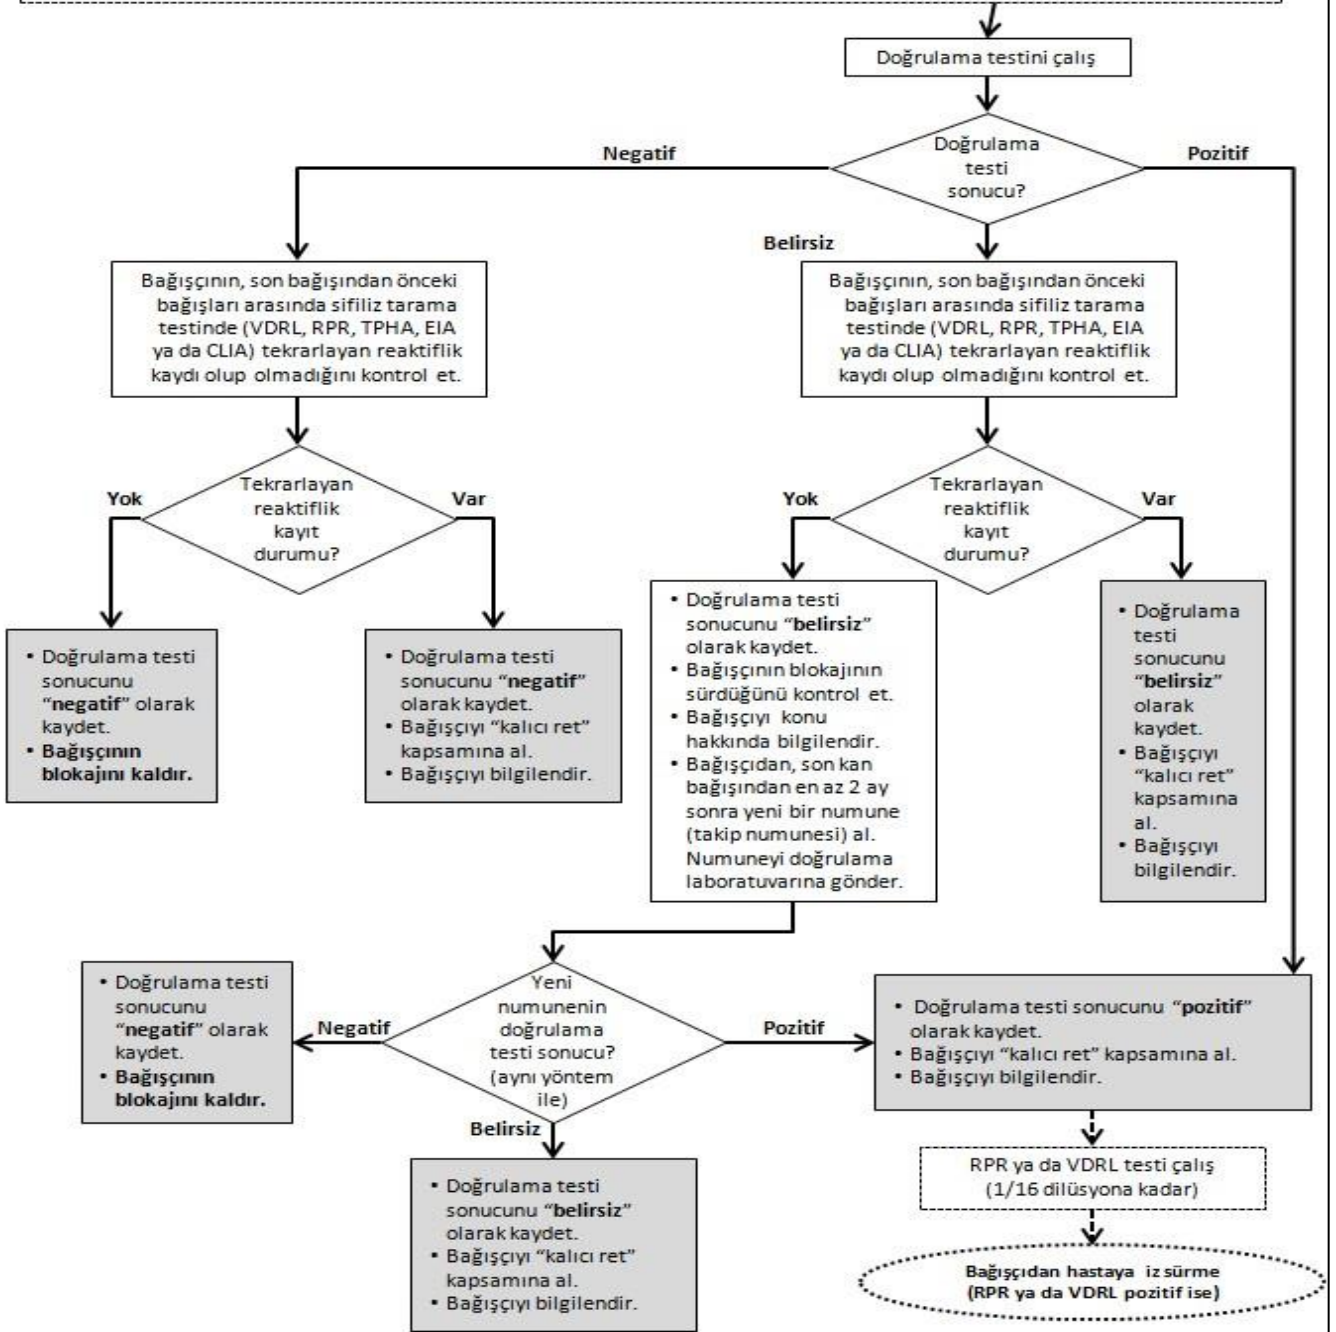 Doğrulama testini çalış
Doğrulama
testi
sonucu?
Negatif
Pozitif
Belirsiz
Bağışçının, son bağışından önceki
bağışları arasında sifiliz tarama
testinde (VDRL, RPR, TPHA, EIA
ya da CLIA) tekrarlayan reaktiflik
kaydı olup olmadığını kontrol et.
Bağışçının, son bağışından önceki
bağışları arasında sifiliz tarama
testinde (VDRL, RPR, TPHA, EIA
ya da CLIA) tekrarlayan reaktiflik
kaydı olup olmadığını kontrol et.
Yok
Tekrarlayan
reaktiflik
kayıt
durumu?
Var
Yok
Tekrarlayan
reaktiflik
kayıt
durumu?
Var
• Doğrulama testi
sonucunu
“negatif” olarak
kaydet.
• Bağışçının
blokajını kaldır.
• Doğrulama testi
sonucunu “negatif”
olarak kaydet.
• Bağışçıyı “kalıcı ret”
kapsamına al.
• Bağışçıyı bilgilendir.
• Doğrulama testi
sonucunu “belirsiz”
olarak kaydet.
• Bağışçının blokajının
sürdüğünü kontrol et.
• Bağışçıyı konu
hakkında bilgilendir.
• Bağışçıdan, son kan
bağışından en az 2 ay
sonra yeni bir numune
(takip numunesi) al.
Numuneyi doğrulama
laboratuvarına gönder.
• Doğrulama
testi
sonucunu
“belirsiz”
olarak
kaydet.
• Bağışçıyı
“kalıcı ret”
kapsamına
al.
• Bağışçıyı
bilgilendir.
• Doğrulama testi
sonucunu
“negatif” olarak
kaydet.
• Bağışçının
blokajını kaldır.
Negatif
Yeni
numunenin
doğrulama
testi sonucu?
(aynı yöntem
ile)
Pozitif
Belirsiz
• Doğrulama testi sonucunu “pozitif”
olarak kaydet.
• Bağışçıyı “kalıcı ret” kapsamına al.
• Bağışçıyı bilgilendir.
• Doğrulama testi
sonucunu “belirsiz”
olarak kaydet.
• Bağışçıyı “kalıcı ret”
kapsamına al.
• Bağışçıyı bilgilendir.
RPR ya da VDRL testi çalış
(1/16 dilüsyona kadar)
Bağışçıdan hastaya iz sürme
(RPR ya da VDRL pozitif ise)